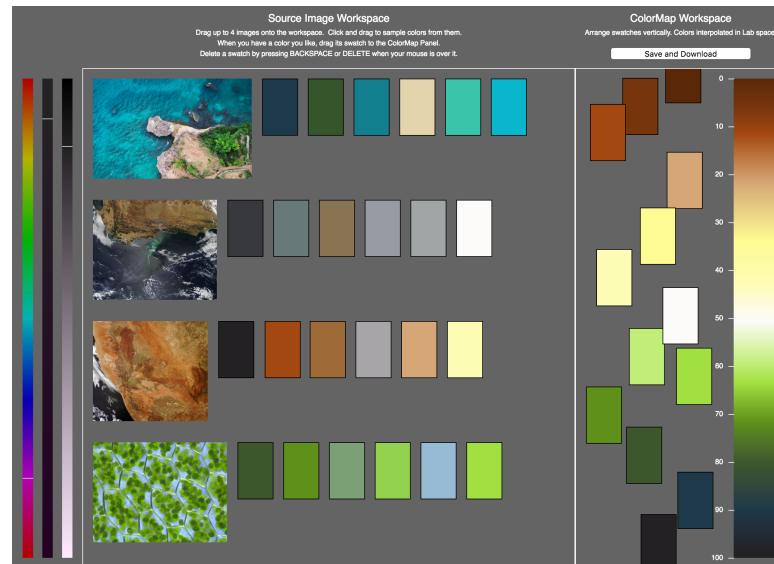 Source Image Workspace
Drag up to 4 images onto the workspace. Click and drag to sample colors from them.
When you have a color you like, drag its swatch to the ColorMap Panel.
Delete a swatch by pressing BACKSPACE or DELETE when your mouse is over it.
ColorMap Workspace
Arrange swatches vertically. Colors interpolated in Lab space
Save and Download
0
10
20
30
40
50
60
70
80
90
100